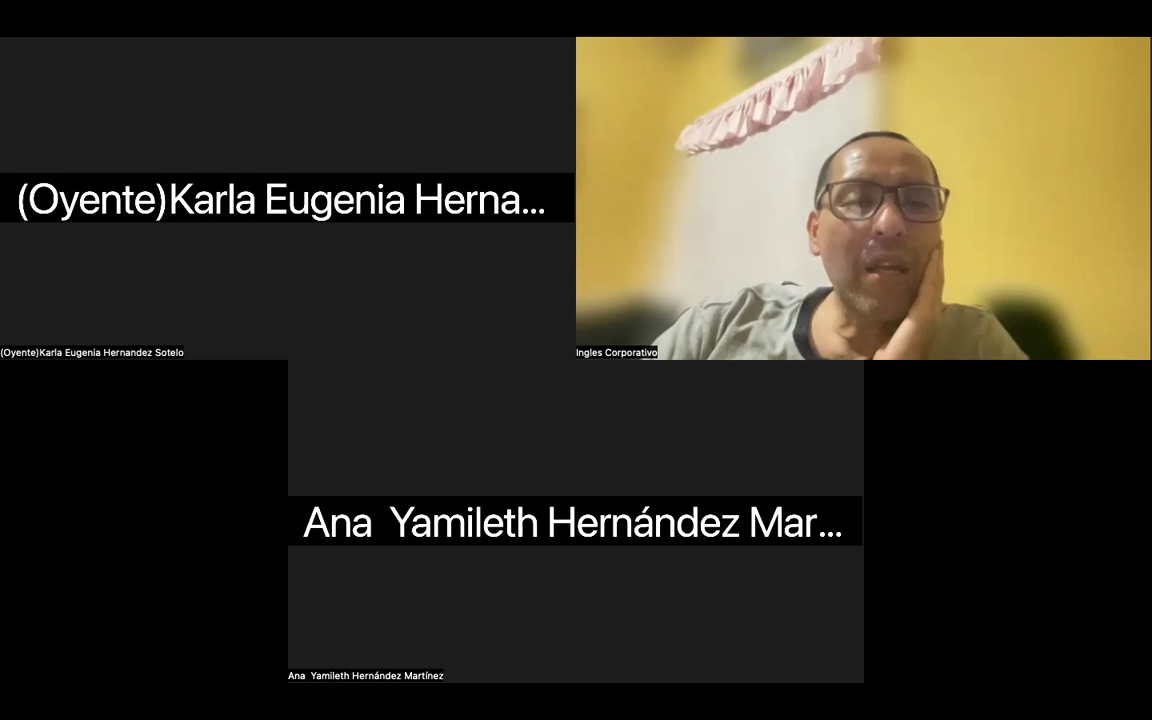 (Oyente)Karla Eugenia Herna...
(Oyente)Karla Eugenia Hernandez Sotelo
Ingles Corporativo
Ana  Yamileth Hernández Mar...
Ana  Yamileth Hernández Martínez